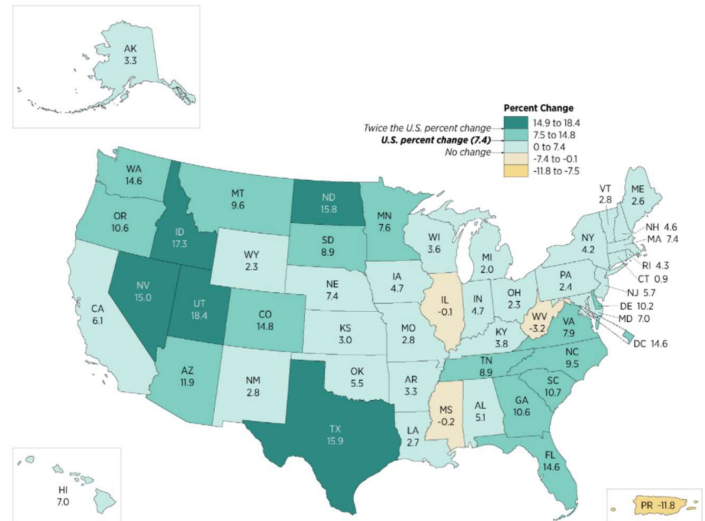 AK
3.3
Percent Change
Twice the U.S. percent change
14.9 to 18.4
U.S. percent change (7.4)
7.5 to 14.8
No change
0 to 7.4
-7.4 to -0.1
-11.8 to -7.5
WA
14.6
OR
10.6
ID
17.3
MT
9.6
ND
15.8
MN
7.6
SD
8.9
WY
2.3
WI
3.6
MI
2.0
VT
2.8
ME
2.6
NH 4.6
MA 7.4
NY
4.2
RI 4.3
CT 0.9
PA
2.4
NJ 5.7
DE 10.2
MD 7.0
DC 14.6
NV
15.0
UT
18.4
CA
6.1
CO
14.8
NE
7.4
IA
4.7
IL
-0.1
IN
4.7
OH
2.3
WV
-3.2
VA
7.9
KS
3.0
MO
2.8
KY
3.8
AZ
11.9
NM
2.8
OK
5.5
AR
3.3
TN
8.9
NC
9.5
SC
10.7
TX
15.9
LA
2.7
MS
-0.2
AL
5.1
GA
10.6
FL
14.6
HI
7.0
PR -11.8